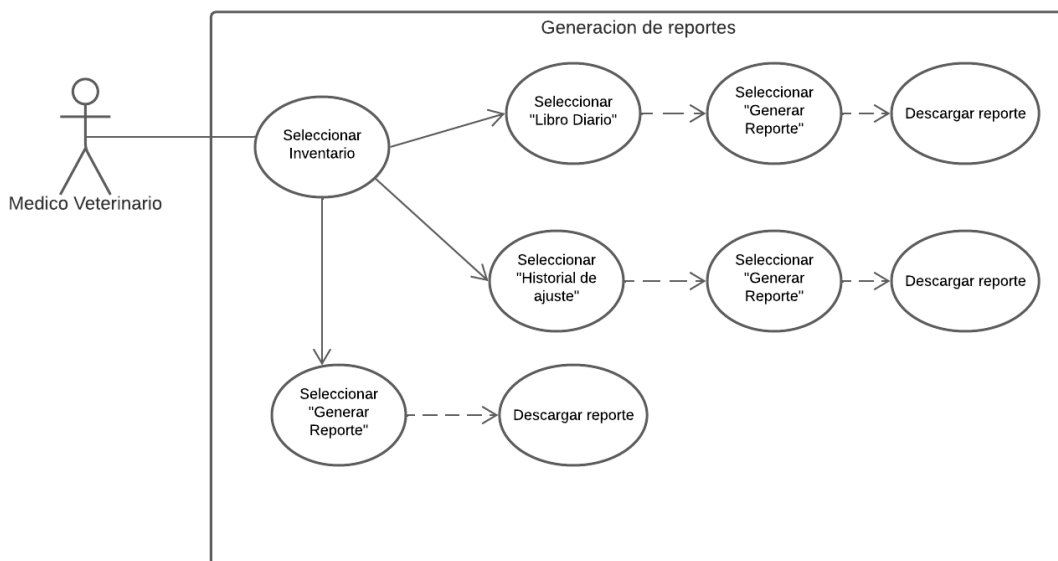 Generacion de reportes
Seleccionar
"Libro Diario"
Seleccionar
"Generar
Reporte"
Descargar reporte
Seleccionar
Inventario
Medico Veterinario
Seleccionar
"Historial de
ajuste"
Seleccionar
"Generar
Reporte"
Descargar reporte
Seleccionar
"Generar
Reporte"
Descargar reporte